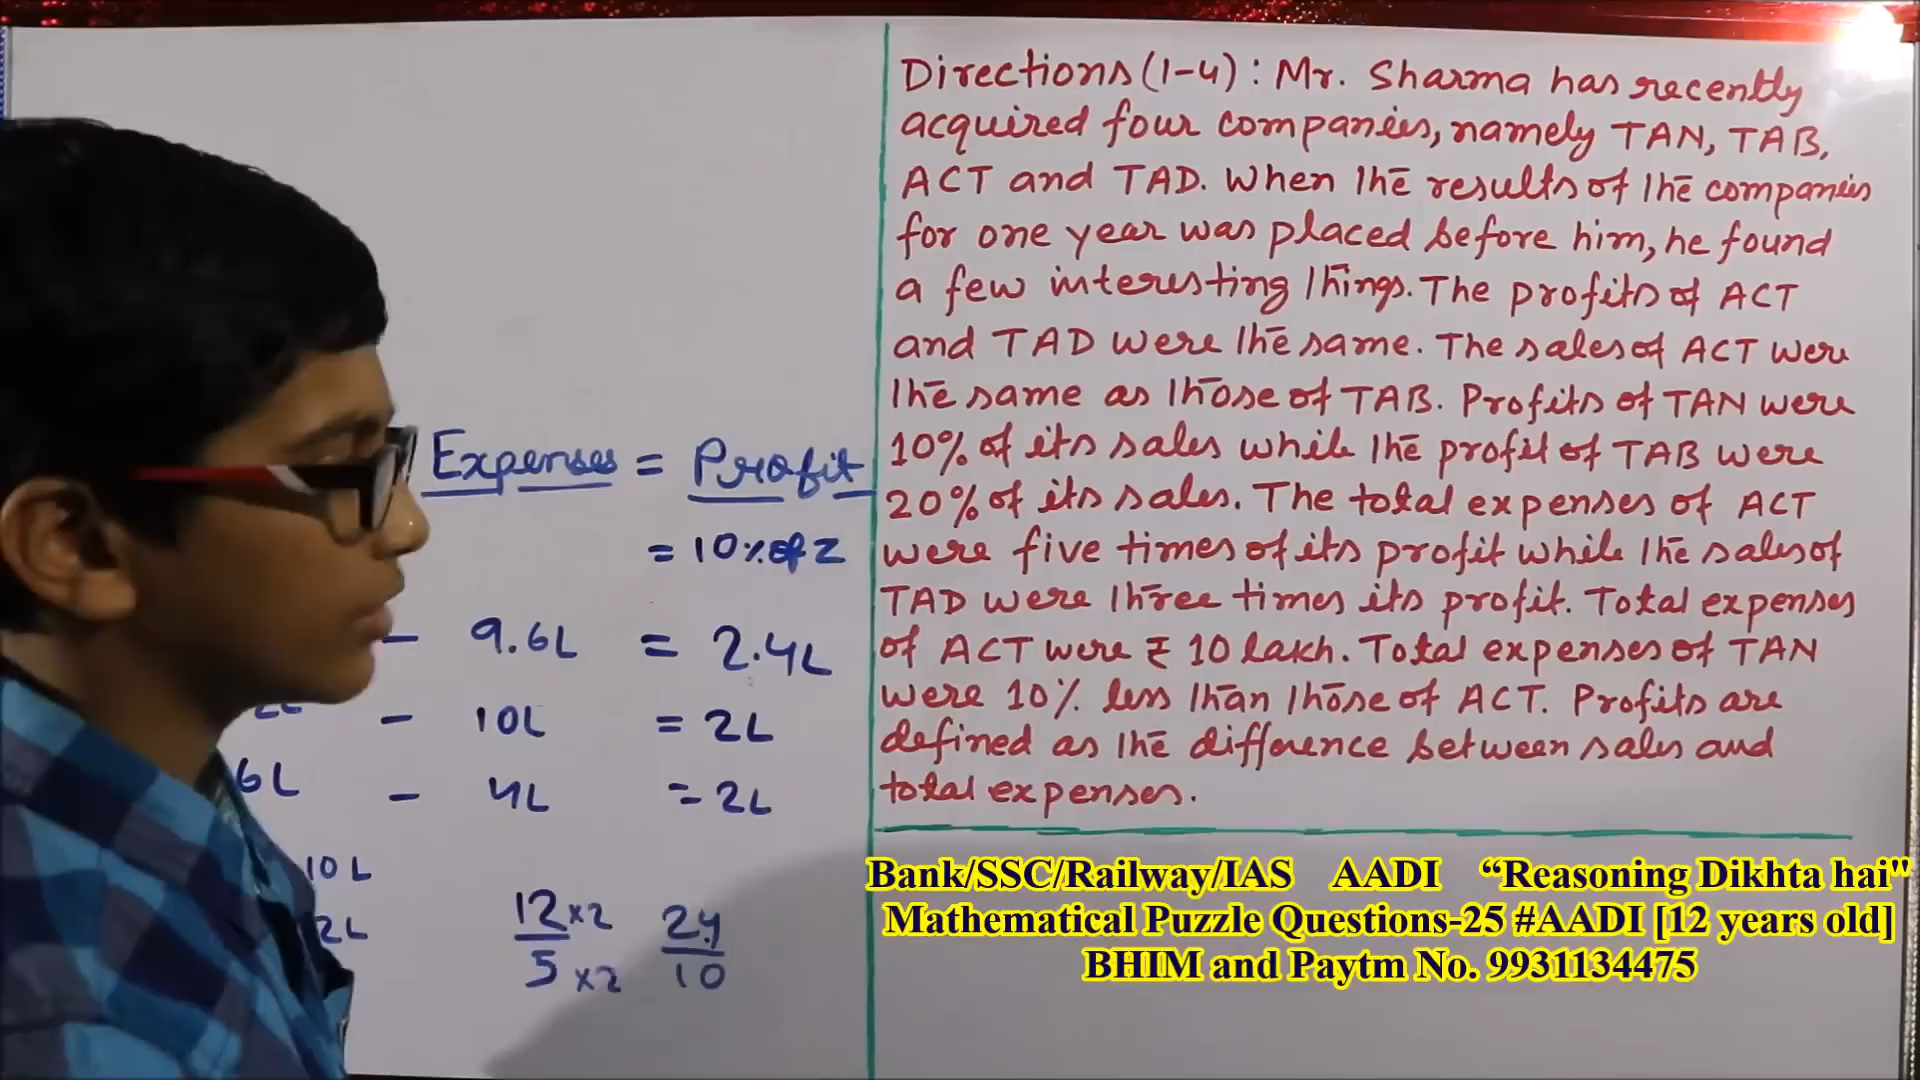 Expenses = Profit
= 10% of Z
- 9.6L = 2.4L
- 10L = 2L
6L - 4L = 2L
10L
2L
12 x2
5 x2
24
10
Directions (1-4): Mr. Sharma has recently
acquired four companies, namely TAN, TAB,
ACT and TAD. When the results of the companies
for one year was placed before him, he found
a few interesting things. The profits of ACT
and TAD were the same. The sales of ACT were
the same as those of TAB. Profits of TAN were
10% of its sales while the profit of TAB were
20% of its sales. The total expenses of ACT
were five times of its profit while the sales of
TAD were three times its profit. Total expenses
of ACT were ₹ 10 lakh. Total expenses of TAN
were 10% less than those of ACT. Profits are
defined as the difference between sales and
total expenses.
Bank/SSC/Railway/IAS AADI “Reasoning Dikhta hai"
Mathematical Puzzle Questions-25 #AADI [12 years old]
BHIM and Paytm No. 9931134475